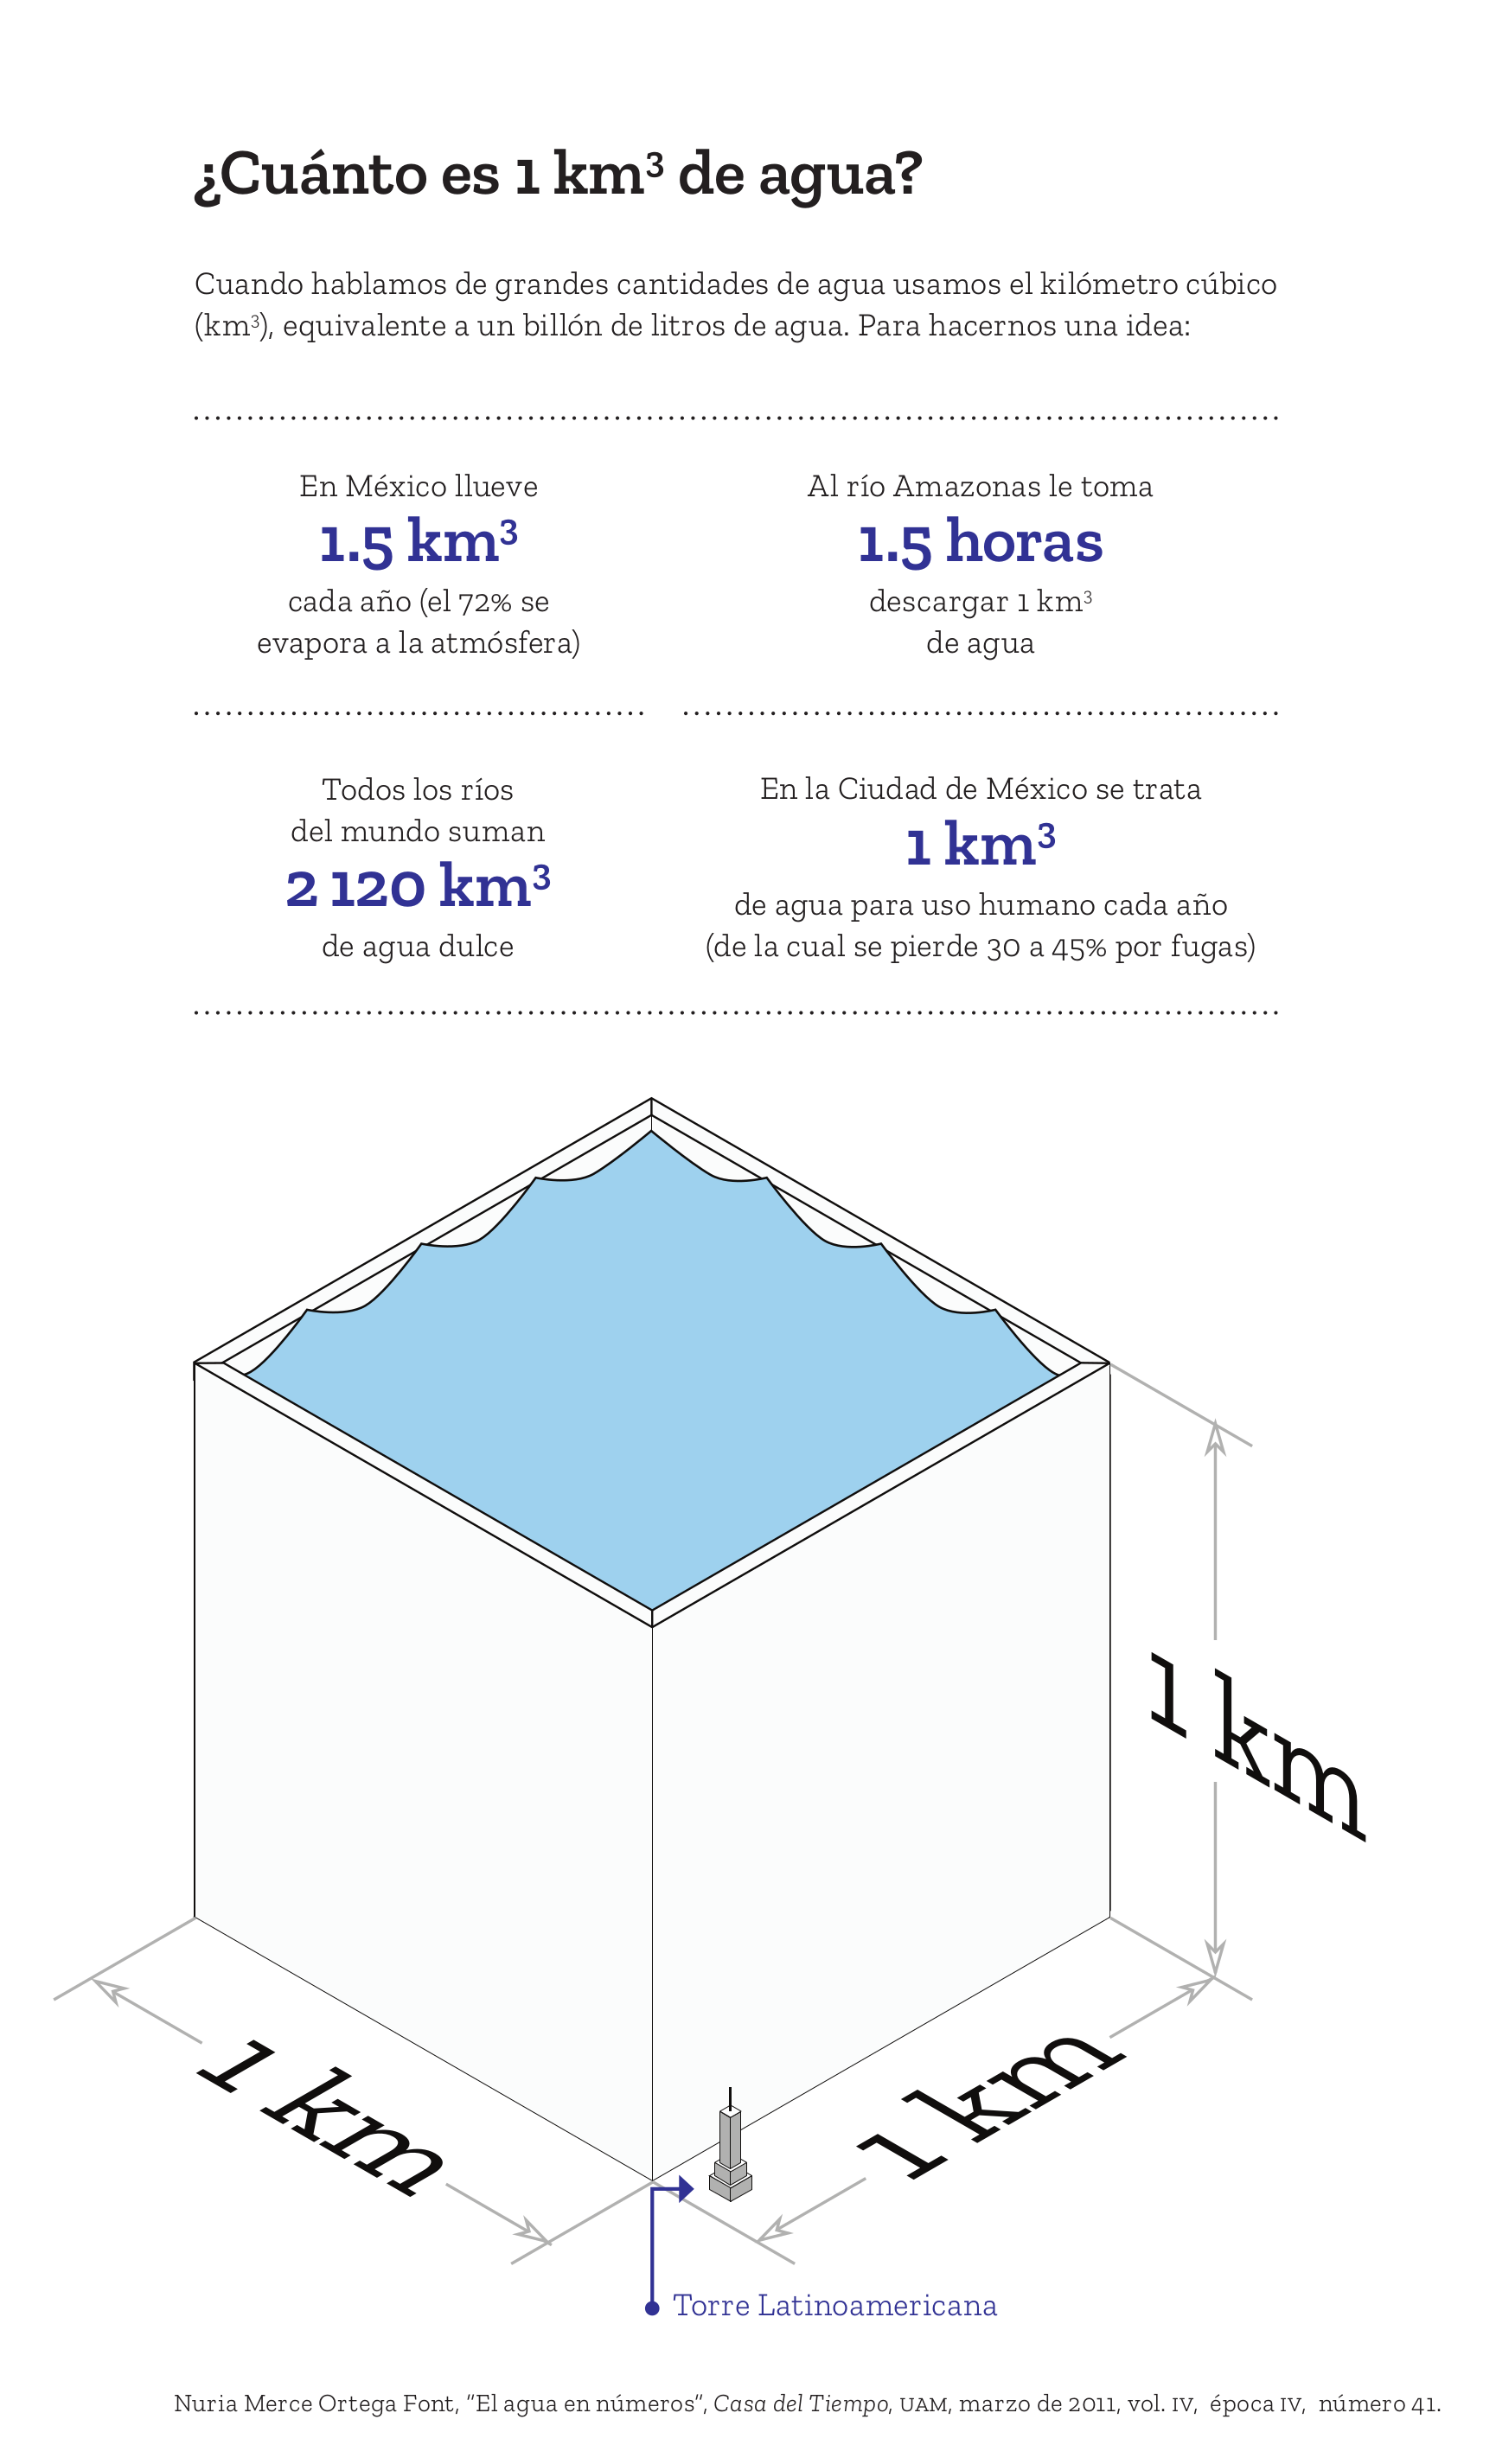 ¿Cuánto es 1 km³ de agua?
Cuando hablamos de grandes cantidades de agua usamos el kilómetro cúbico
(km³), equivalente a un billón de litros de agua. Para hacernos una idea:
En México llueve
1.5 km³
cada año (el 72% se
evapora a la atmósfera)
Al río Amazonas le toma
1.5 horas
descargar 1 km³
de agua
Todos los ríos
del mundo suman
2 120 km³
de agua dulce
En la Ciudad de México se trata
1 km³
de agua para uso humano cada año
(de la cual se pierde 30 a 45% por fugas)
1 km
1 km
1 km
Torre Latinoamericana
Nuria Merce Ortega Font, “El agua en números”, Casa del Tiempo, UAM, marzo de 2011, vol. IV, época IV, número 41.